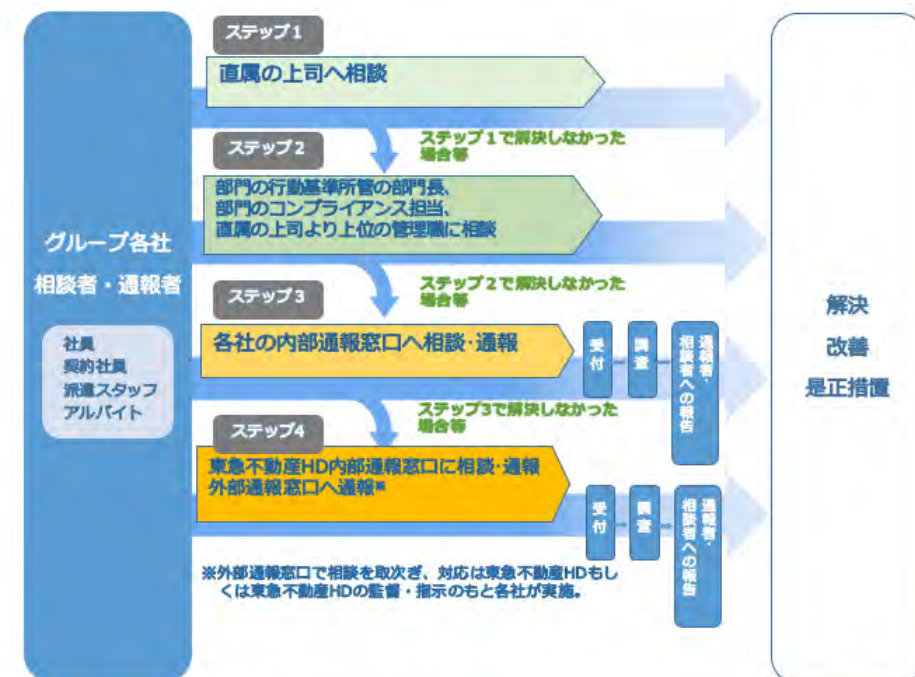 グループ各社
相談者・通報者
社員
契約社員
派遣スタッフ
アルバイト
ステップ1
直属の上司へ相談
ステップ1で解決しなかった
場合等
ステップ2
部門の行動基準所管の部門長、
部門のコンプライアンス担当、
直属の上司より上位の管理職に相談
ステップ2で解決しなかった
場合等
ステップ3
各社の内部通報窓口へ相談・通報
受付
調査
通報者・
相談者への報告
ステップ3で解決しなかった
場合等
ステップ4
東急不動産HD内部通報窓口に相談・通報
外部通報窓口へ通報※
受付
調査
通報者・
相談者への報告
※外部通報窓口で相談を取次ぎ、対応は東急不動産HDもし
くは東急不動産HDの監督・指示のもと各社が実施。
解決
改善
是正措置